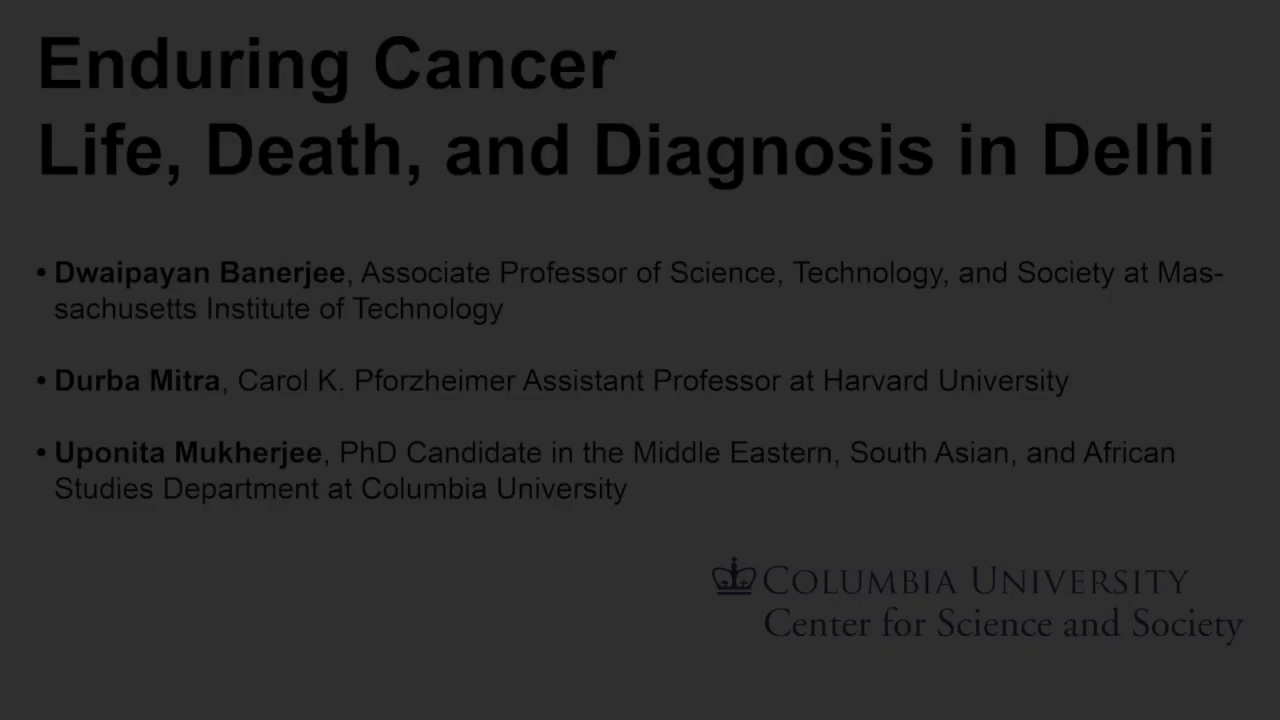 Enduring Cancer
Life, Death, and Diagnosis in Delhi
• Dwaipayan Banerjee, Associate Professor of Science, Technology, and Society at Mas-
sachusetts Institute of Technology
• Durba Mitra, Carol K. Pforzheimer Assistant Professor at Harvard University
• Uponita Mukherjee, PhD Candidate in the Middle Eastern, South Asian, and African
Studies Department at Columbia University
COLUMBIA UNIVERSITY
Center for Science and Society